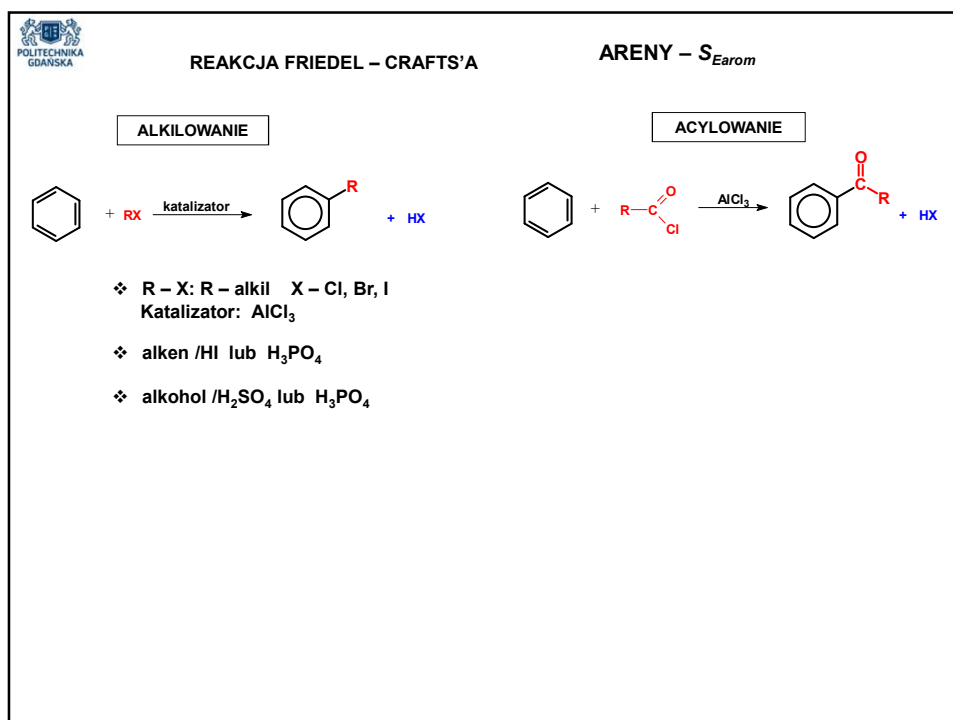 POLITECHNIKA
GDAŃSKA
REAKCJA FRIEDEL – CRAFTS'A
ARENY – S_Earom
ALKILOWANIE
+ RX katalizator R + HX
❖ R – X: R – alkil X – Cl, Br, I
Katalizator: AlCl₃
❖ alken /HI lub H₃PO₄
❖ alkohol /H₂SO₄ lub H₃PO₄
ACYLOWANIE
+ R C O Cl AlCl₃ O C R + HX